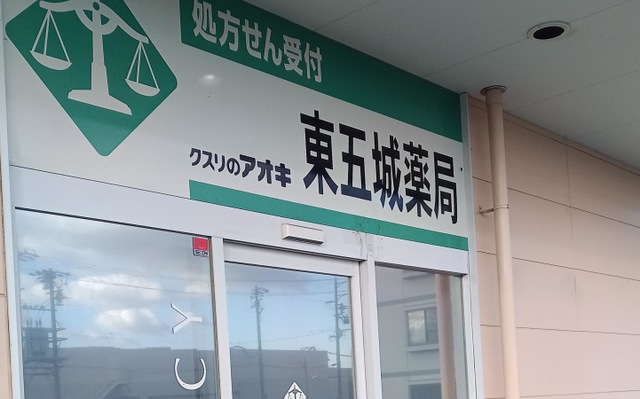 処方せん受付
クスリのアオキ 東五城薬局